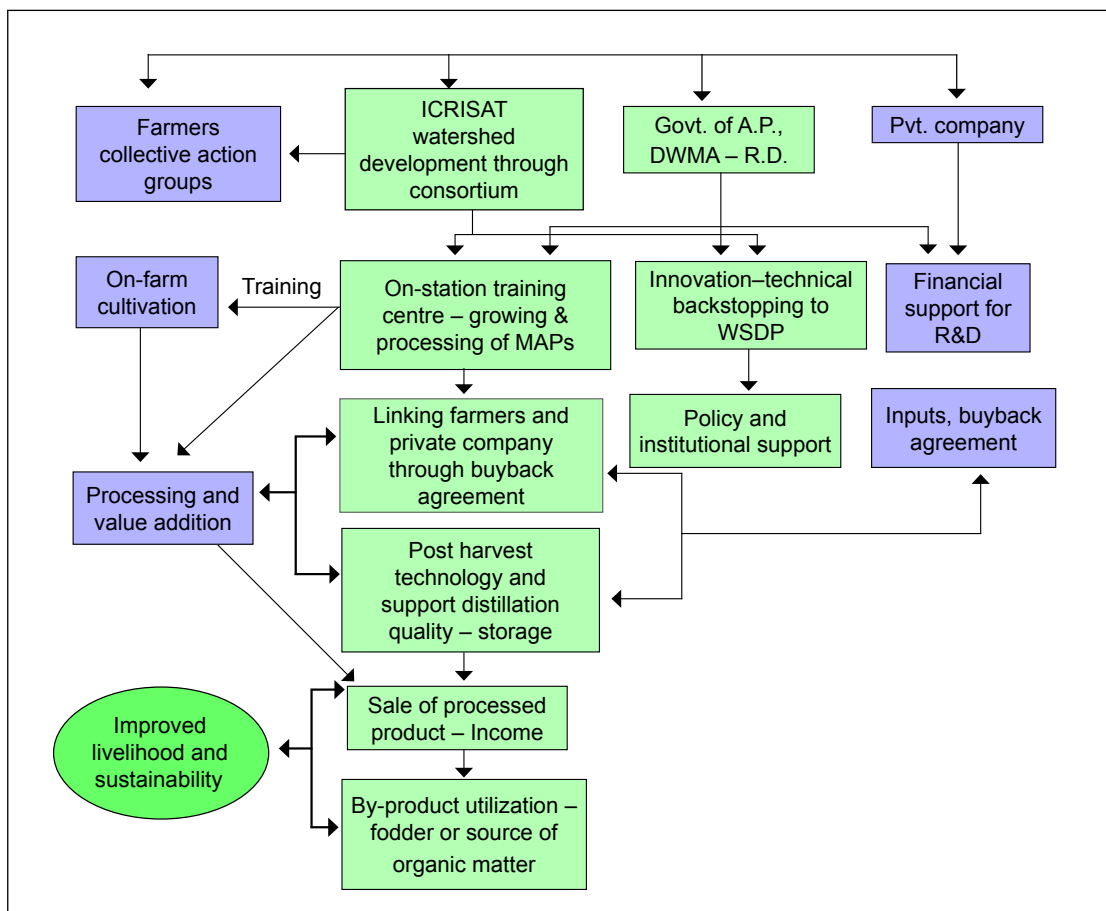 Farmers
collective action
groups
ICRISAT
watershed
development through
consortium
Govt. of A.P.,
DWMA – R.D.
Pvt. company
On-farm
cultivation
Training
On-station training
centre – growing &
processing of MAPs
Innovation–technical
backstopping to
WSDP
Financial
support for
R&D
Linking farmers and
private company
through buyback
agreement
Policy and
institutional support
Inputs, buyback
agreement
Processing and
value addition
Post harvest
technology and
support distillation
quality – storage
Improved
livelihood and
sustainability
Sale of processed
product – Income
By-product utilization –
fodder or source of
organic matter